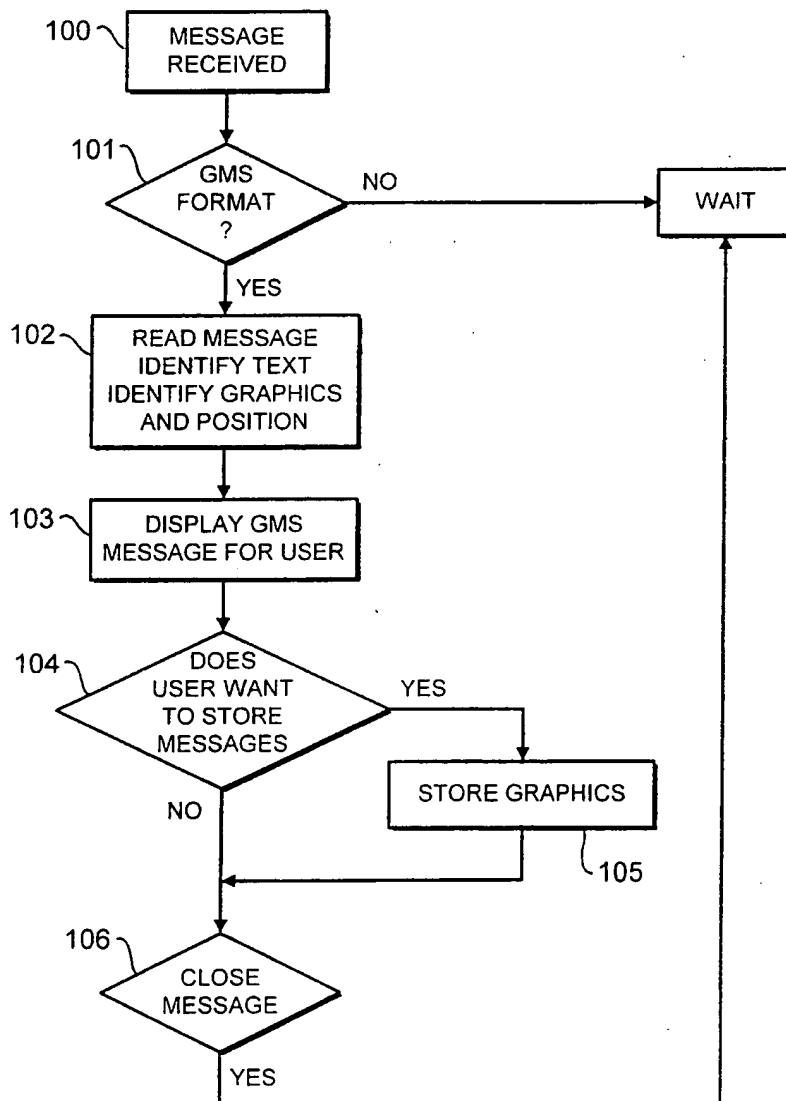 100
MESSAGE
RECEIVED
101
GMS
FORMAT
?
NO
WAIT
YES
102
READ MESSAGE
IDENTIFY TEXT
IDENTIFY GRAPHICS
AND POSITION
103
DISPLAY GMS
MESSAGE FOR USER
104
DOES
USER WANT
TO STORE
MESSAGES
YES
NO
STORE GRAPHICS
105
106
CLOSE
MESSAGE
YES